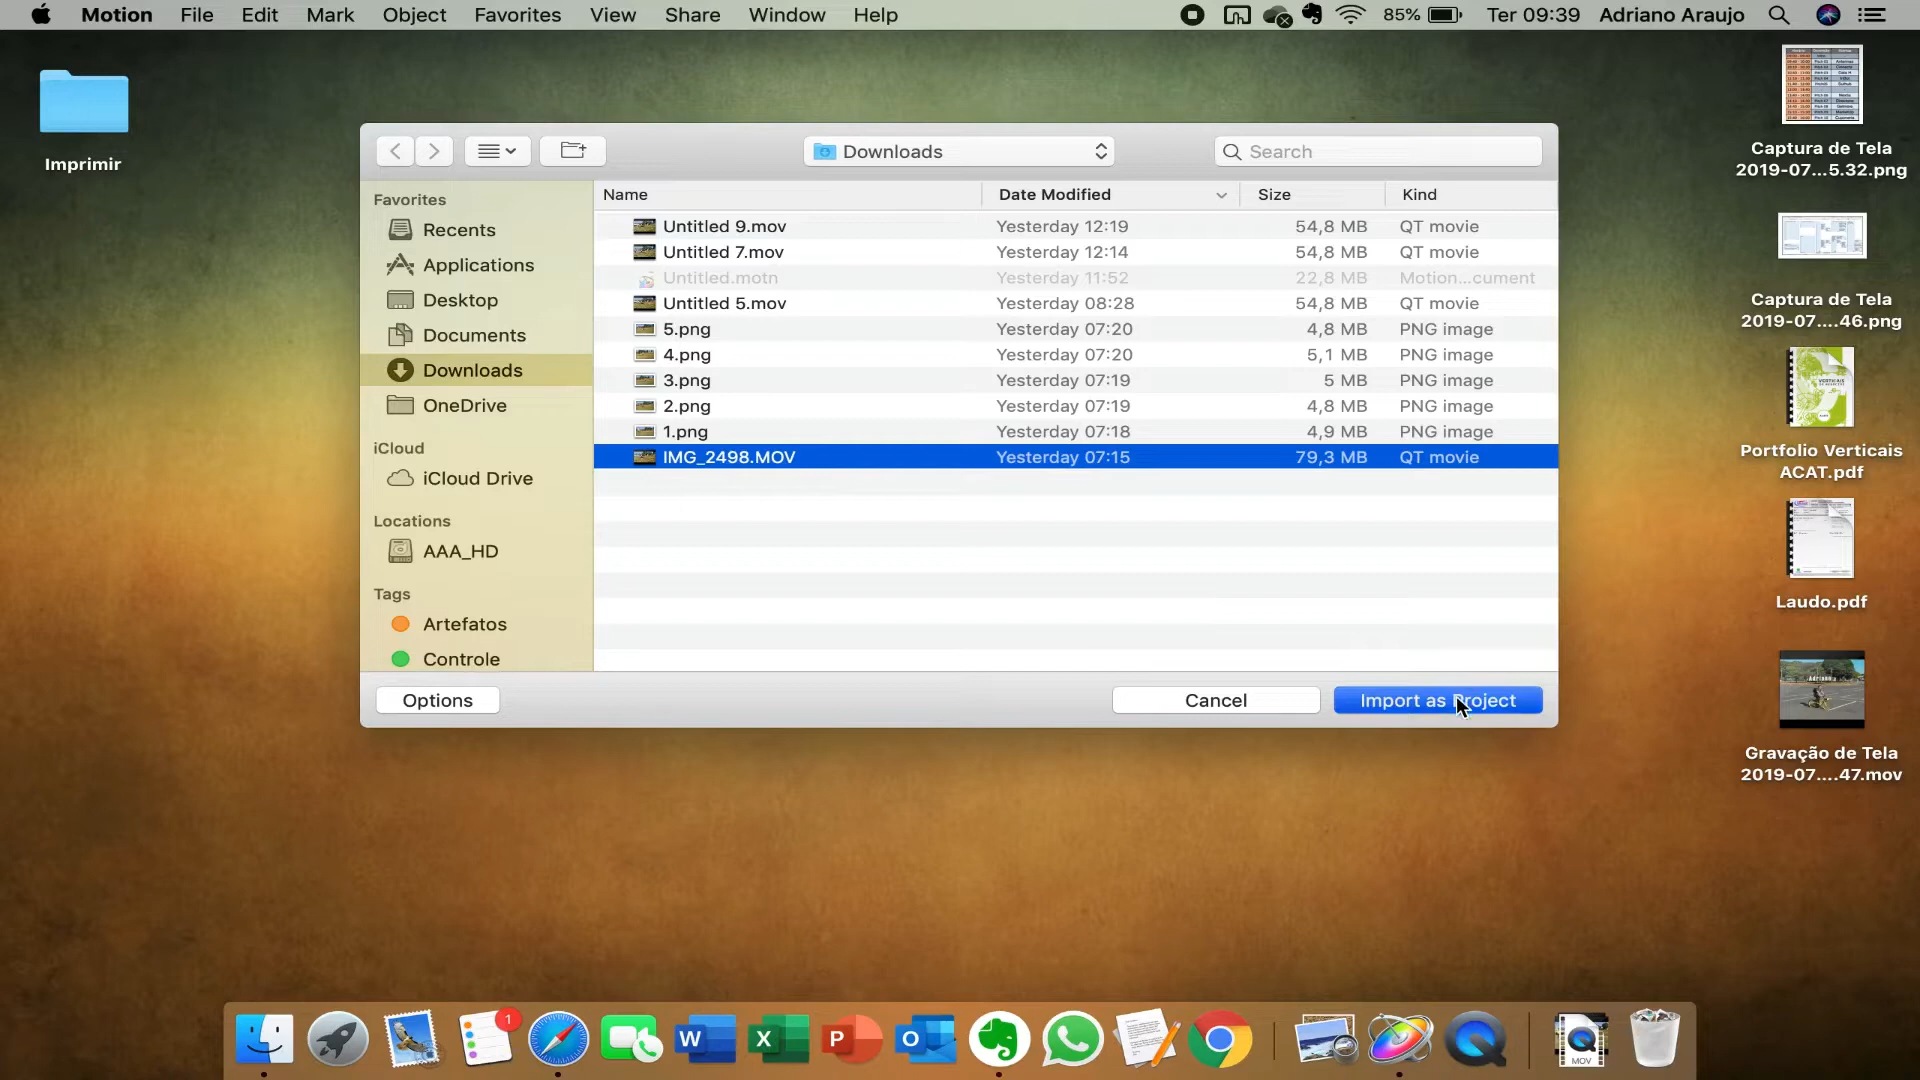 Motion File Edit Mark Object Favorites View Share Window Help 85% Ter 09:39 Adriano Araujo
Imprimir
Downloads
Search
Favorites
Recents
Applications
Desktop
Documents
Downloads
OneDrive
iCloud
iCloud Drive
Locations
AAA_HD
Tags
Artefatos
Controle
Name Date Modified Size Kind
Untitled 9.mov Yesterday 12:19 54,8 MB QT movie
Untitled 7.mov Yesterday 12:14 54,8 MB QT movie
Untitled.motn Yesterday 11:52 22,8 MB Motion...cument
Untitled 5.mov Yesterday 08:28 54,8 MB QT movie
5.png Yesterday 07:20 4,8 MB PNG image
4.png Yesterday 07:20 5,1 MB PNG image
3.png Yesterday 07:19 5 MB PNG image
2.png Yesterday 07:19 4,8 MB PNG image
1.png Yesterday 07:18 4,9 MB PNG image
IMG_2498.MOV Yesterday 07:15 79,3 MB QT movie
Options Cancel Import as Project
Captura de Tela
2019-07...5.32.png
Captura de Tela
2019-07....46.png
Portfolio Verticais
ACAT.pdf
Laudo.pdf
Gravação de Tela
2019-07....47.mov
1
W
X
P
O
MOV